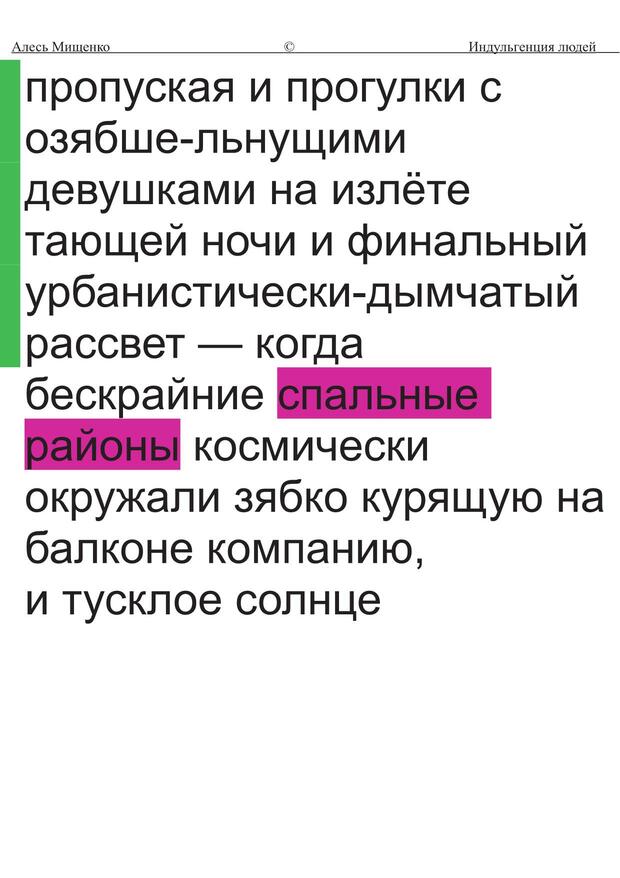 Алесь Мищенко © Индульгенция людей
пропуская и прогулки с
озябше-льнущими
девушками на излёте
тающей ночи и финальный
урбанистически-дымчатый
рассвет — когда
бескрайние спальные
районы космически
окружали зябко курящую на
балконе компанию,
и тусклое солнце